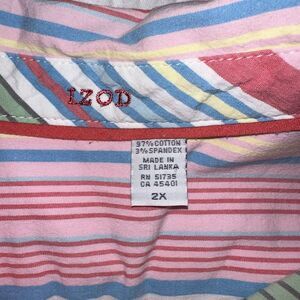 IZOD
97% COTTON
3% SPANDEX
MADE IN
SRI LANKA
RN 51735
CA 45401
2X